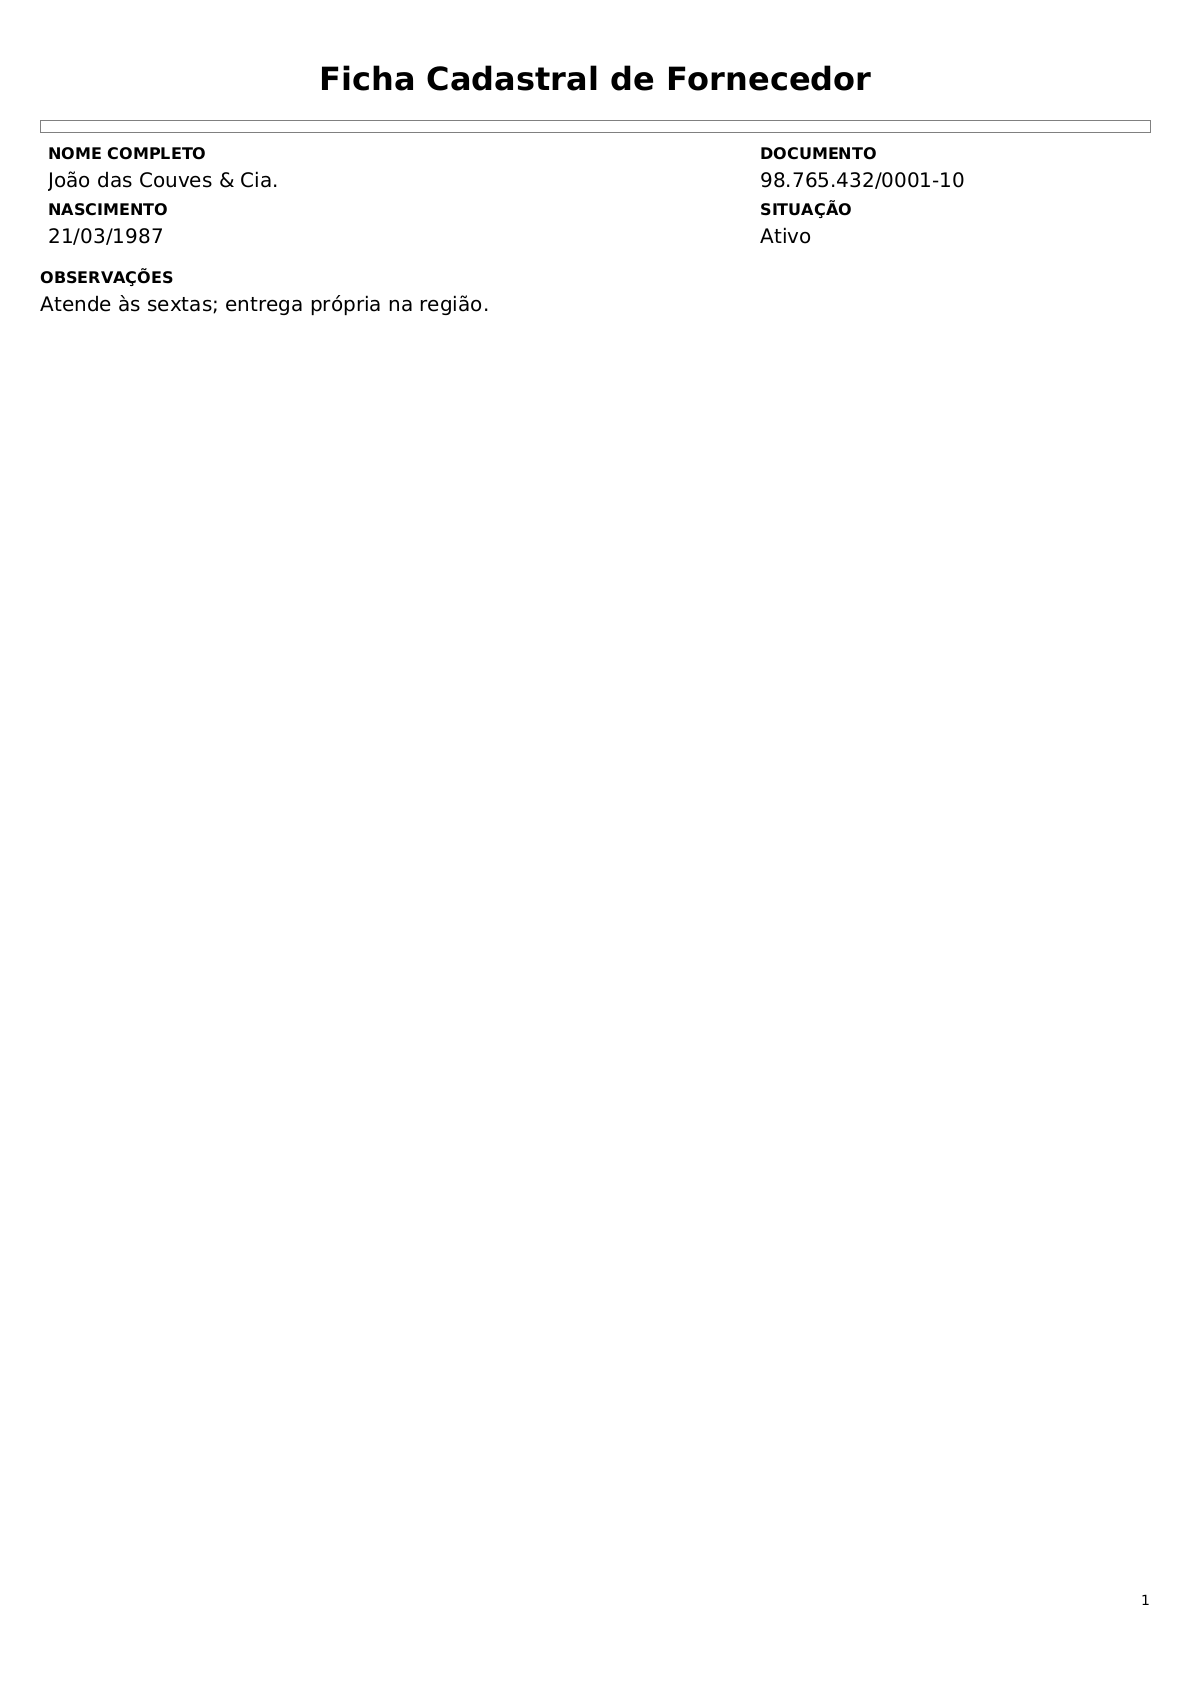 Ficha Cadastral de Fornecedor
NOME COMPLETO
João das Couves & Cia.
DOCUMENTO
98.765.432/0001-10
NASCIMENTO
21/03/1987
SITUAÇÃO
Ativo
OBSERVAÇÕES
Atende às sextas; entrega própria na região.
1